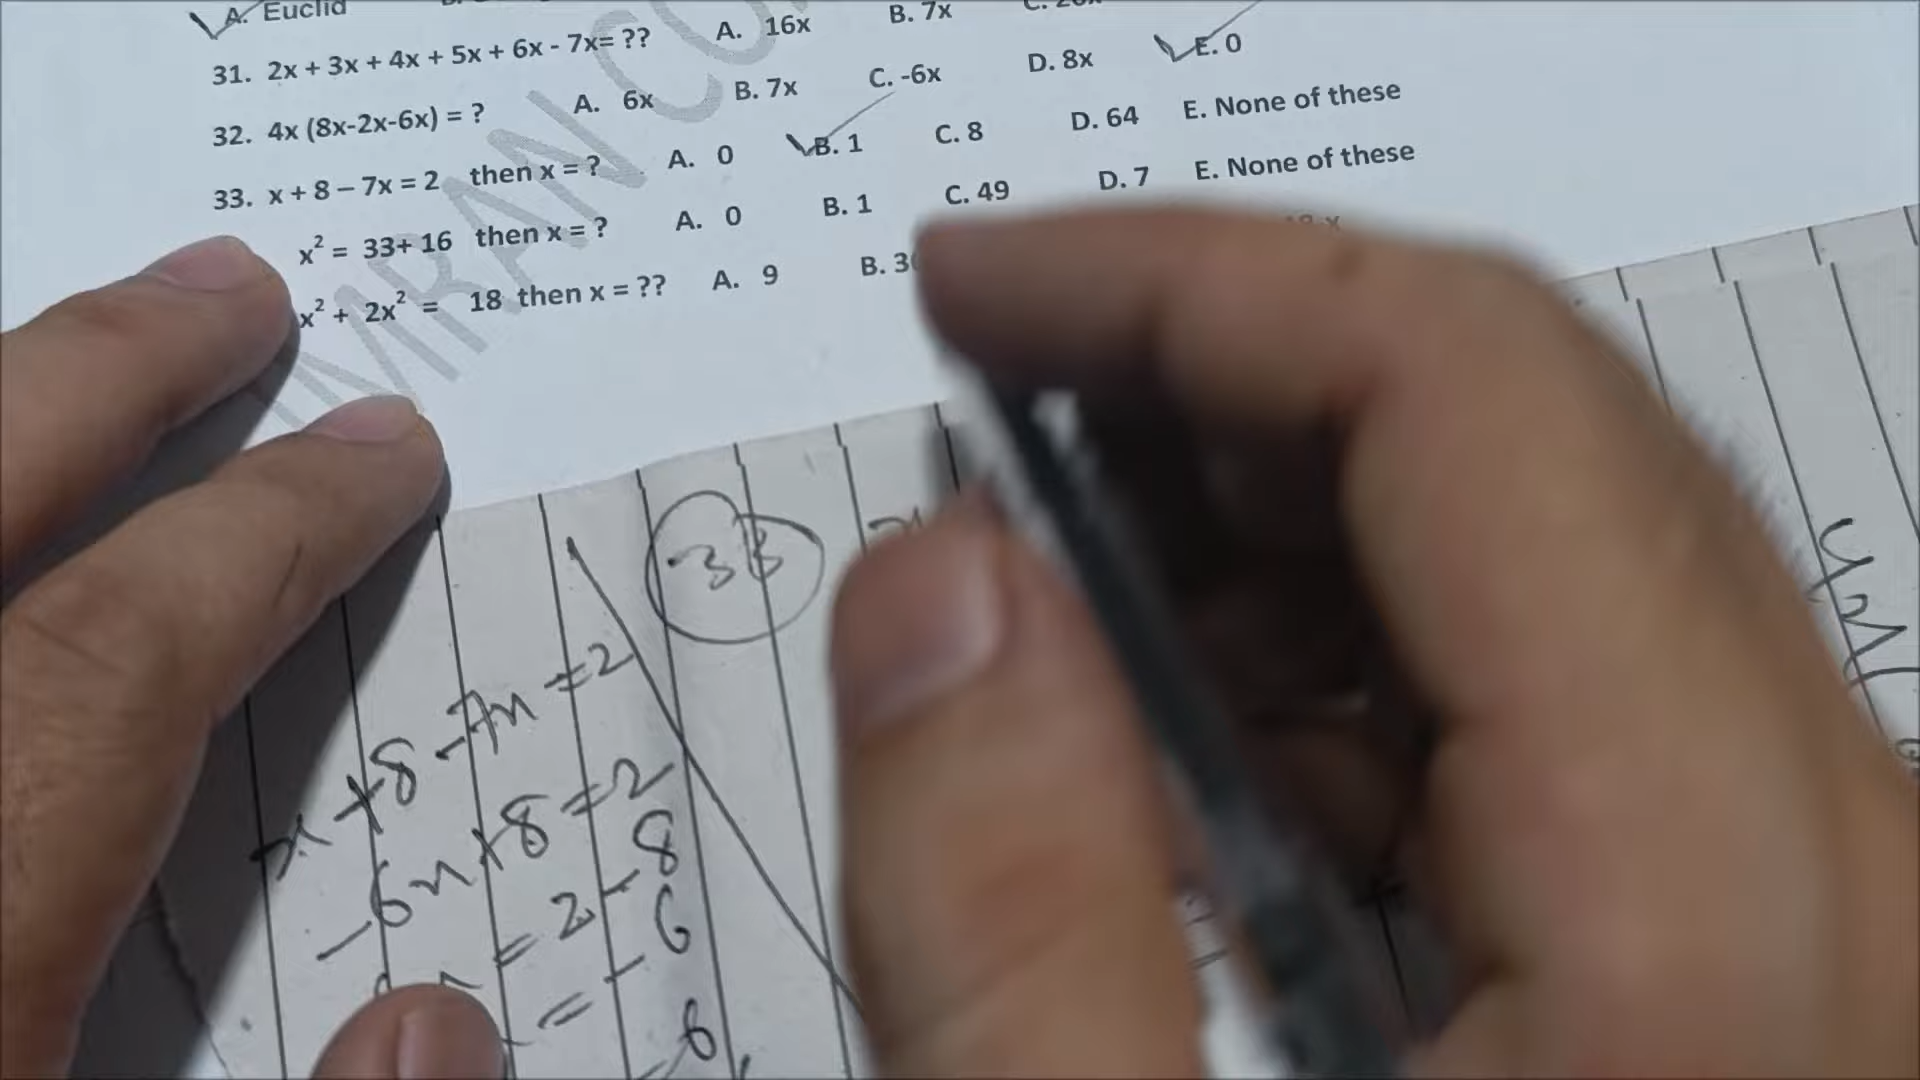 A. Euclid
31. 2x + 3x + 4x + 5x + 6x - 7x= ?? A. 16x B. 7x
32. 4x (8x-2x-6x) = ? A. 6x B. 7x C. -6x D. 8x E. 0
33. x + 8 – 7x = 2 then x = ? A. 0 B. 1 C. 8 D. 64 E. None of these
x² = 33+ 16 then x = ? A. 0 B. 1 C. 49 D. 7 E. None of these
x² + 2x² = 18 then x = ?? A. 9 B. 3
33
x+8-7x=2
-6x+8=2
= 2-8
= -6
6